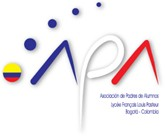 APA
Asociación de Padres de Alumnos
Lycée Français Louis Pasteur
Bogotá - Colombia